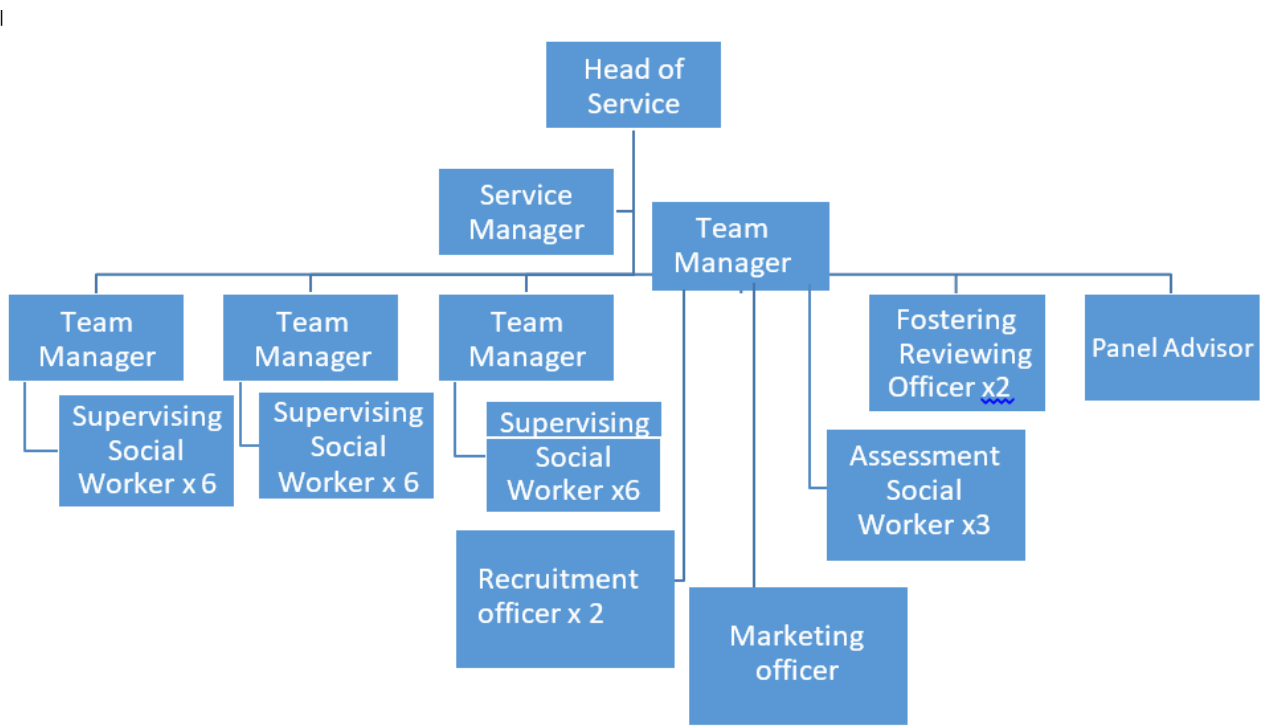 Head of
Service
Service
Manager
Team
Manager
Team
Manager
Team
Manager
Team
Manager
Fostering
Reviewing
Officer x2
Panel Advisor
Supervising
Social
Worker x 6
Supervising
Social
Worker x 6
Supervising
Social
Worker x6
Assessment
Social
Worker x3
Recruitment
officer x 2
Marketing
officer